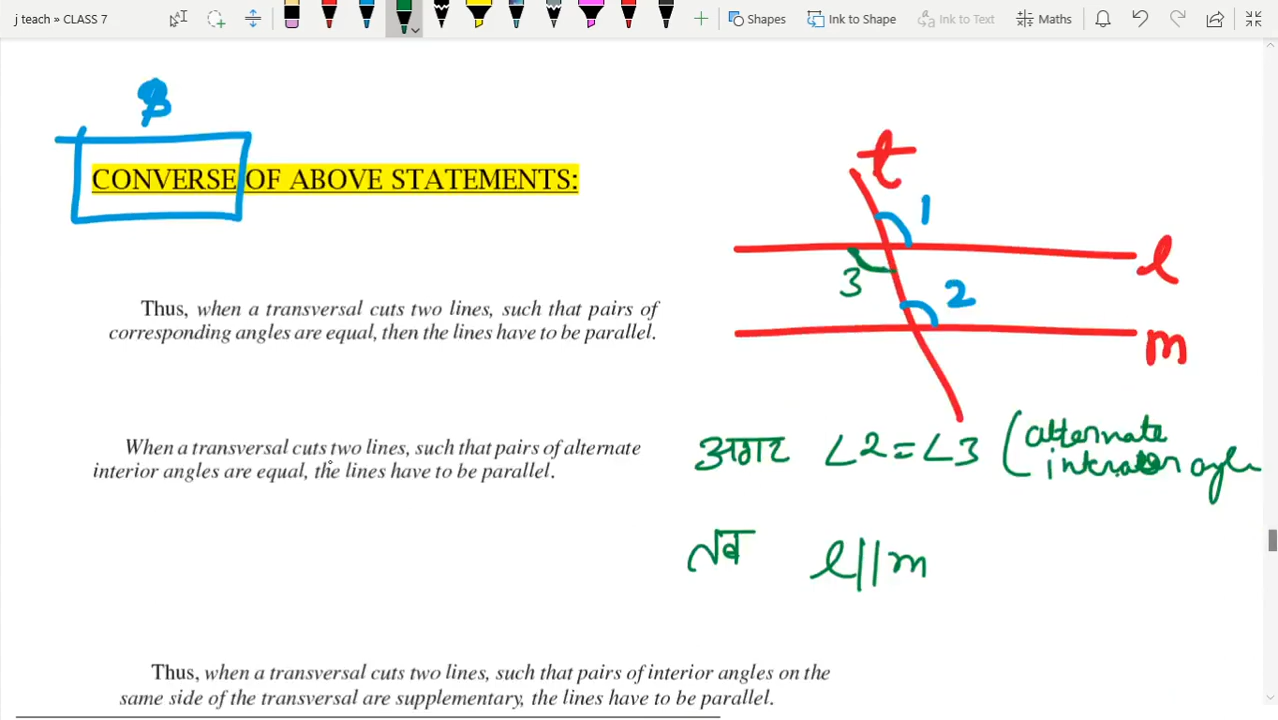 j teach » CLASS 7
Shapes
Ink to Shape
Ink to Text
Maths
CONVERSE OF ABOVE STATEMENTS:
t
1
l
3
2
m
Thus, when a transversal cuts two lines, such that pairs of
corresponding angles are equal, then the lines have to be parallel.
When a transversal cuts two lines, such that pairs of alternate
interior angles are equal, the lines have to be parallel.
अगर ∠2=∠3 (alternate
तब l||m
Thus, when a transversal cuts two lines, such that pairs of interior angles on the
same side of the transversal are supplementary, the lines have to be parallel.